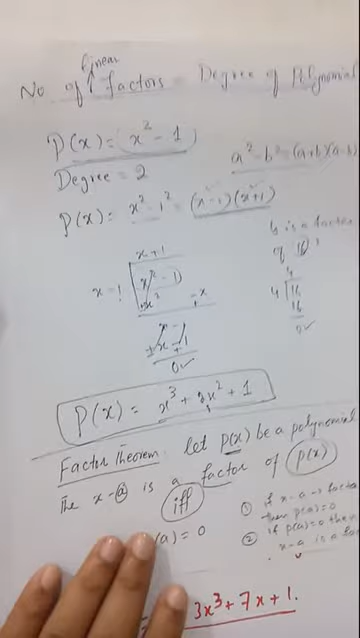 linear
No of factors = Degree of Polynomial
P(x) = x² - 1
a² - b² = (a+b)(a-b)
Degree = 2
P(x) = x² - 1² = (x-1)(x+1)
is a factor
of 16
x+1
x-1
x² - 1
x² - x
x - 1
± x 1
0✓
4
4 16
16
0✓
P(x) = x³ + 2x² + 1
Factor Theorem: let P(x) be a polynomial
The x-a is a factor of P(x)
iff
(a) = 0
① if x-a is facto
then p(a)=0
② if p(a)=0 then
x-a is a fac
3x³ + 7x + 1.